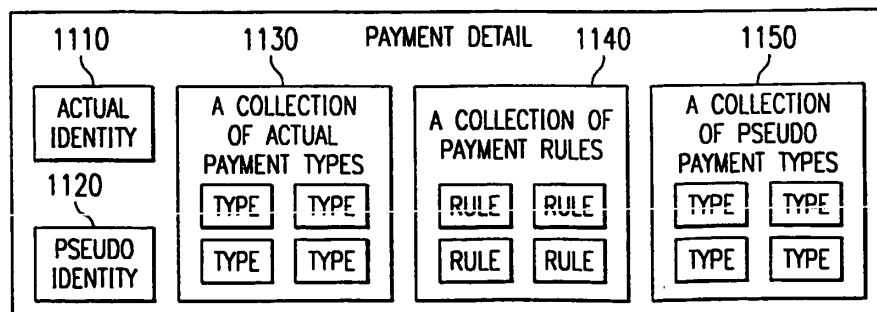 PAYMENT DETAIL
1110
ACTUAL
IDENTITY
1120
PSEUDO
IDENTITY
1130
A COLLECTION
OF ACTUAL
PAYMENT TYPES
TYPE TYPE
TYPE TYPE
1140
A COLLECTION OF
PAYMENT RULES
RULE RULE
RULE RULE
1150
A COLLECTION
OF PSEUDO
PAYMENT TYPES
TYPE TYPE
TYPE TYPE